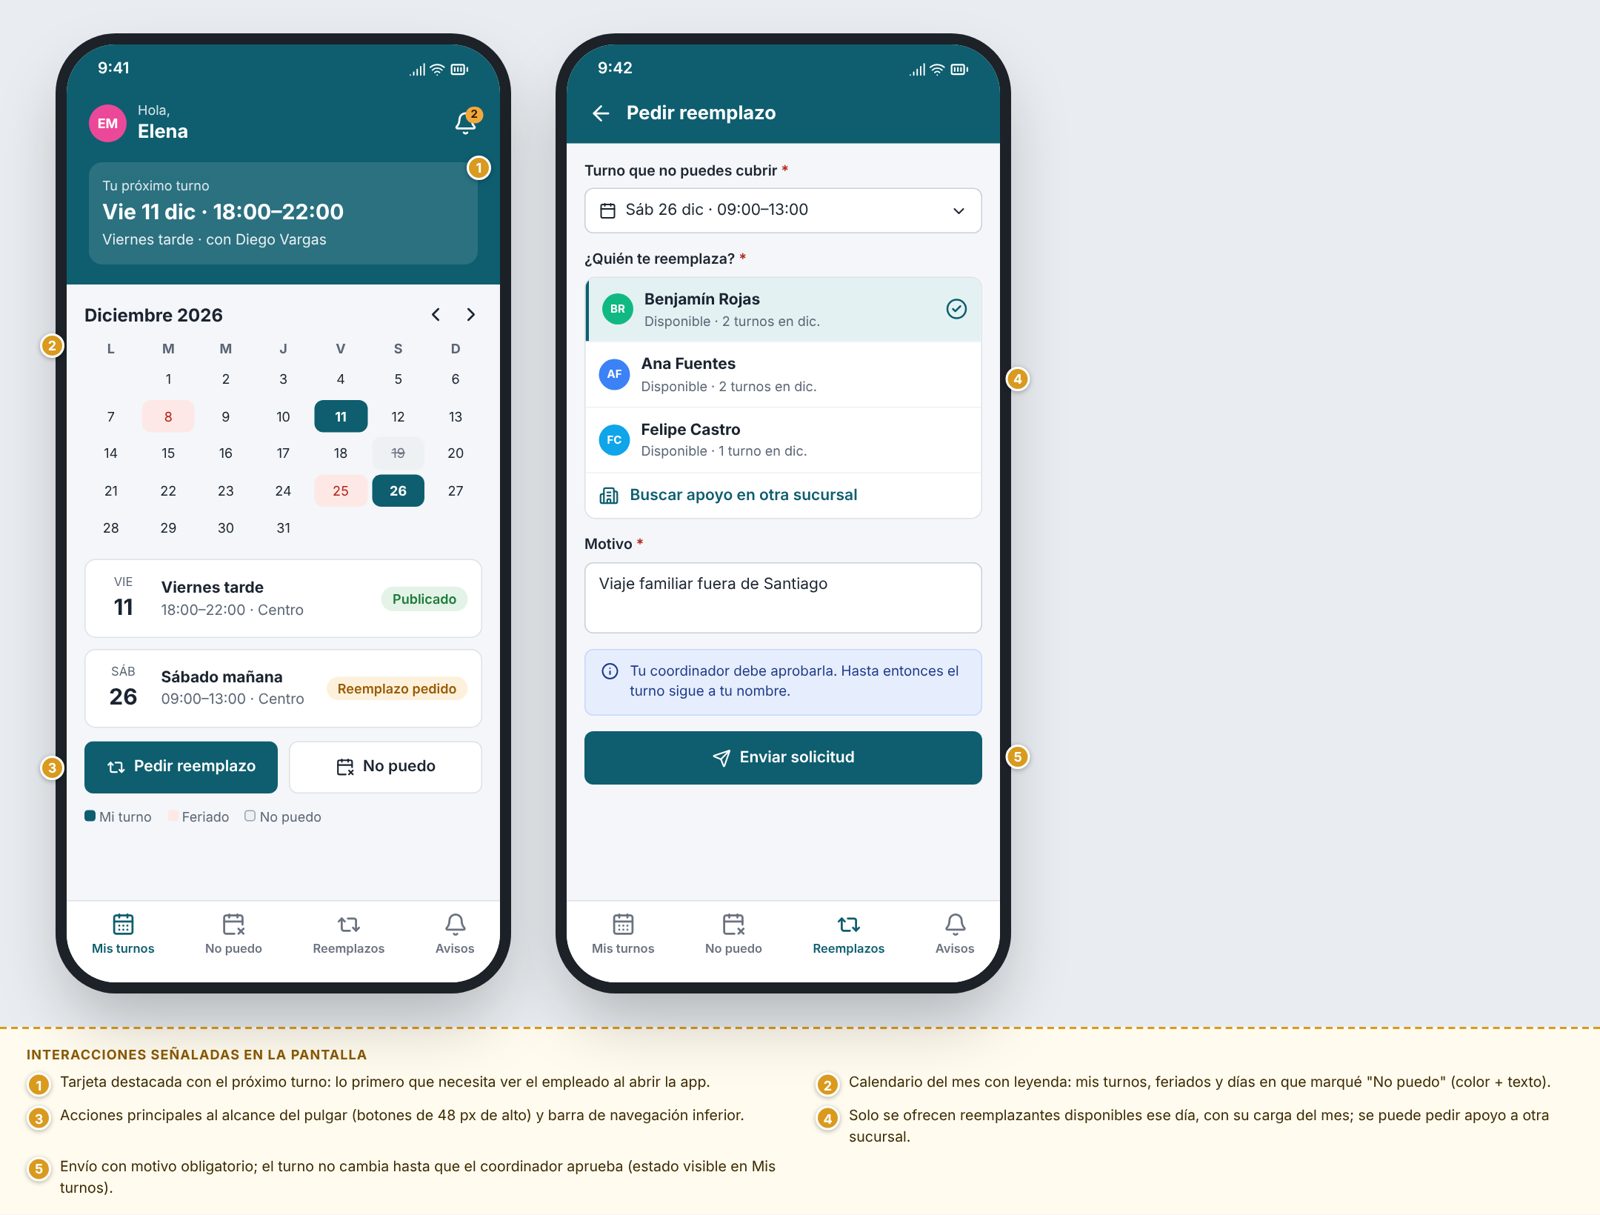 9:41
Hola,
EM
Elena
2
1
Tu próximo turno
Vie 11 dic · 18:00–22:00
Viernes tarde · con Diego Vargas
Diciembre 2026
2
L M M J V S D
1 2 3 4 5 6
7 8 9 10 11 12 13
14 15 16 17 18 19 20
21 22 23 24 25 26 27
28 29 30 31
VIE
11
Viernes tarde
18:00–22:00 · Centro
Publicado
SÁB
26
Sábado mañana
09:00–13:00 · Centro
Reemplazo pedido
3
Pedir reemplazo
No puedo
Mi turno Feriado No puedo
Mis turnos No puedo Reemplazos Avisos
9:42
Pedir reemplazo
Turno que no puedes cubrir *
Sáb 26 dic · 09:00–13:00
¿Quién te reemplaza? *
BR
Benjamín Rojas
Disponible · 2 turnos en dic.
AF
Ana Fuentes
Disponible · 2 turnos en dic.
4
FC
Felipe Castro
Disponible · 1 turno en dic.
Buscar apoyo en otra sucursal
Motivo *
Viaje familiar fuera de Santiago
Tu coordinador debe aprobarla. Hasta entonces el
turno sigue a tu nombre.
Enviar solicitud
5
Mis turnos No puedo Reemplazos Avisos
INTERACCIONES SEÑALADAS EN LA PANTALLA
1 Tarjeta destacada con el próximo turno: lo primero que necesita ver el empleado al abrir la app.
2 Calendario del mes con leyenda: mis turnos, feriados y días en que marqué "No puedo" (color + texto).
3 Acciones principales al alcance del pulgar (botones de 48 px de alto) y barra de navegación inferior.
4 Solo se ofrecen reemplazantes disponibles ese día, con su carga del mes; se puede pedir apoyo a otra
sucursal.
5 Envío con motivo obligatorio; el turno no cambia hasta que el coordinador aprueba (estado visible en Mis
turnos).